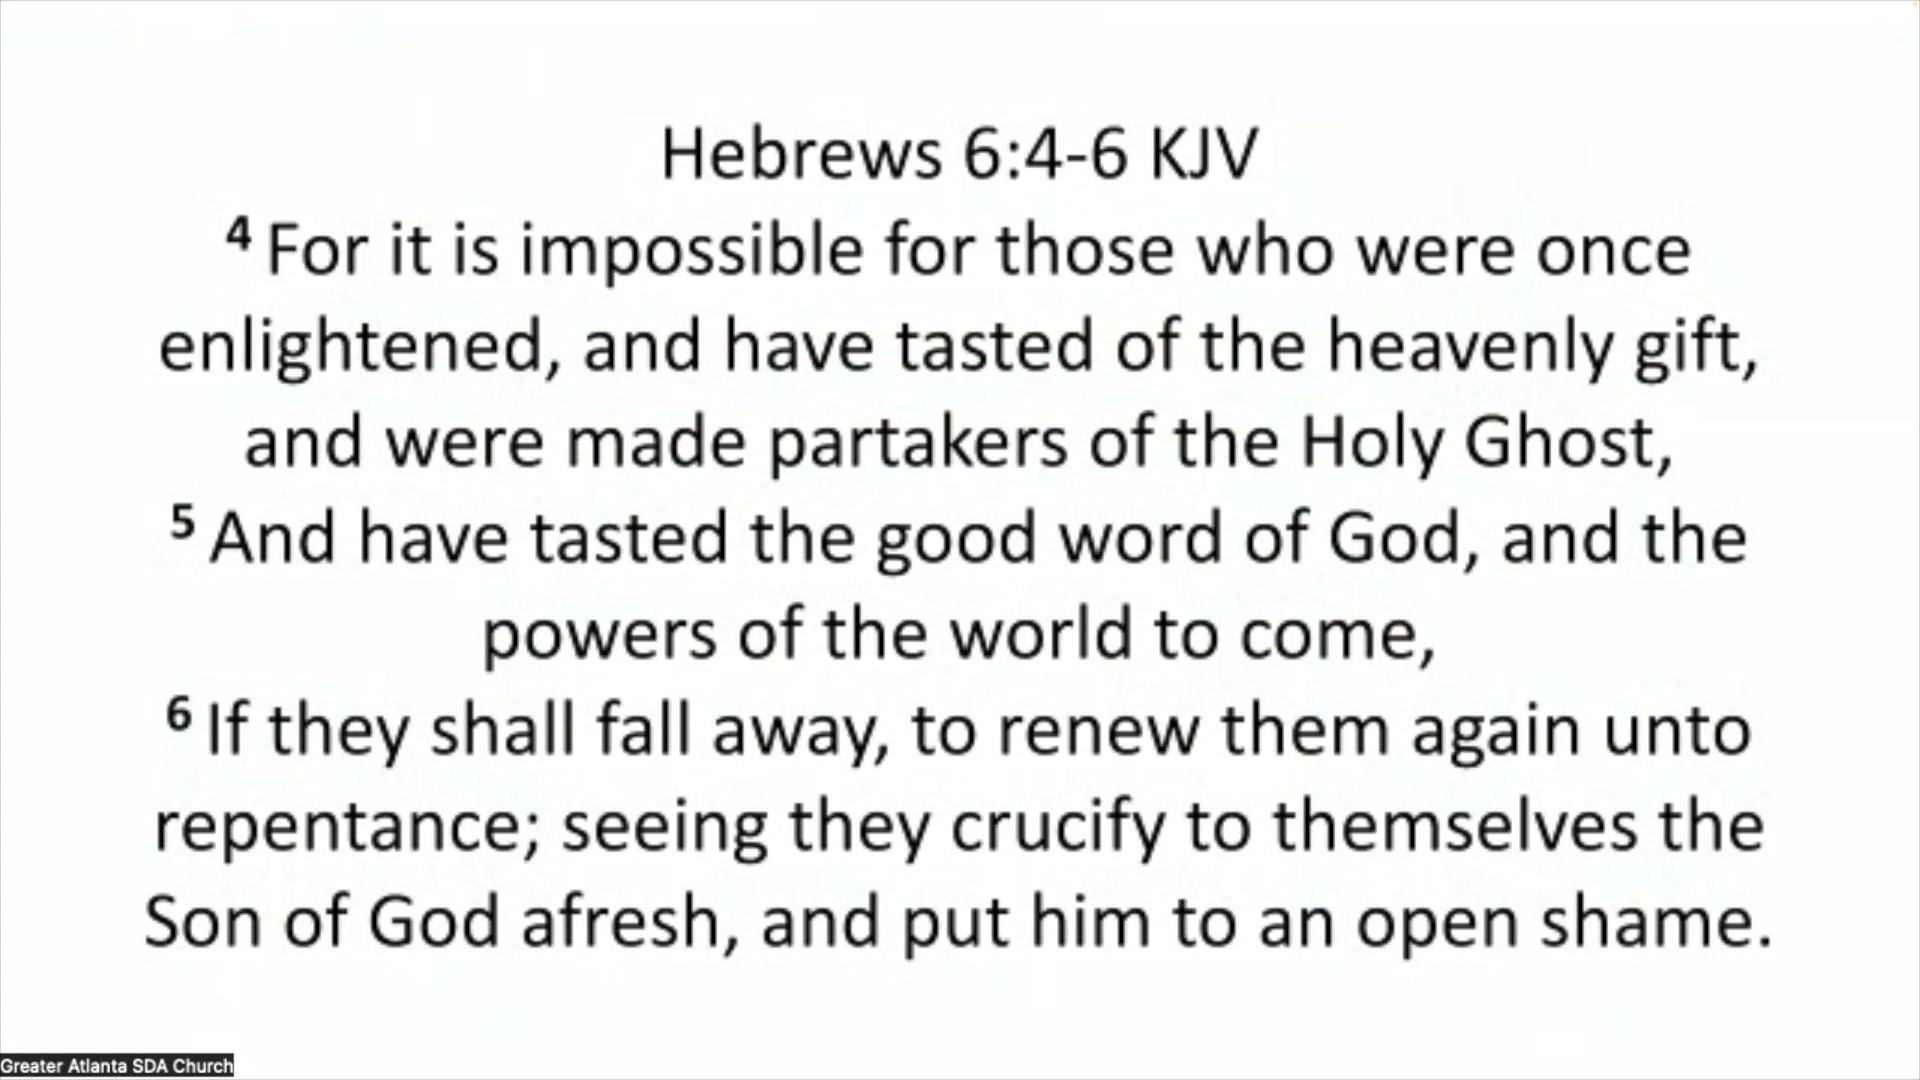 Hebrews 6:4-6 KJV
4 For it is impossible for those who were once
enlightened, and have tasted of the heavenly gift,
and were made partakers of the Holy Ghost,
5 And have tasted the good word of God, and the
powers of the world to come,
6 If they shall fall away, to renew them again unto
repentance; seeing they crucify to themselves the
Son of God afresh, and put him to an open shame.
Greater Atlanta SDA Church